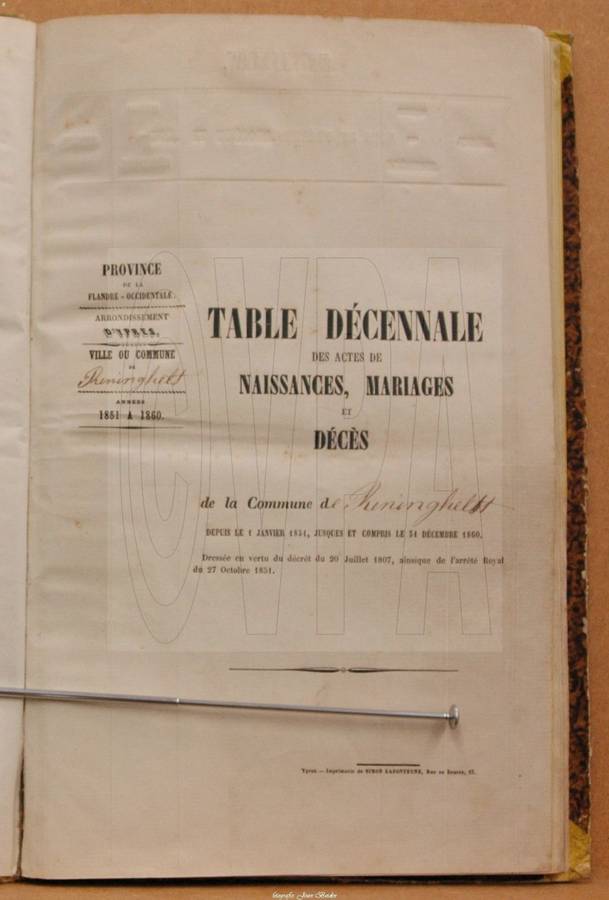 PROVINCE
DE LA
FLANDRE-OCCIDENTALE.
ARRONDISSEMENT
D'YPRES.
VILLE OU COMMUNE
DE
Reninghelst
ANNÉES
1851 A 1860.
TABLE DÉCENNALE
DES ACTES DE
NAISSANCES, MARIAGES
ET
DÉCÈS
de la Commune de Reninghelst
DEPUIS LE 1 JANVIER 1851, JUSQUES ET COMPRIS LE 31 DÉCEMBRE 1860.
Dressée en vertu du décret du 20 Juillet 1807, ainsique de l'arrêté Royal
du 27 Octobre 1851.
CVPA
Ypres — Imprimerie de SIMON LAFONTEYNE, Rue de